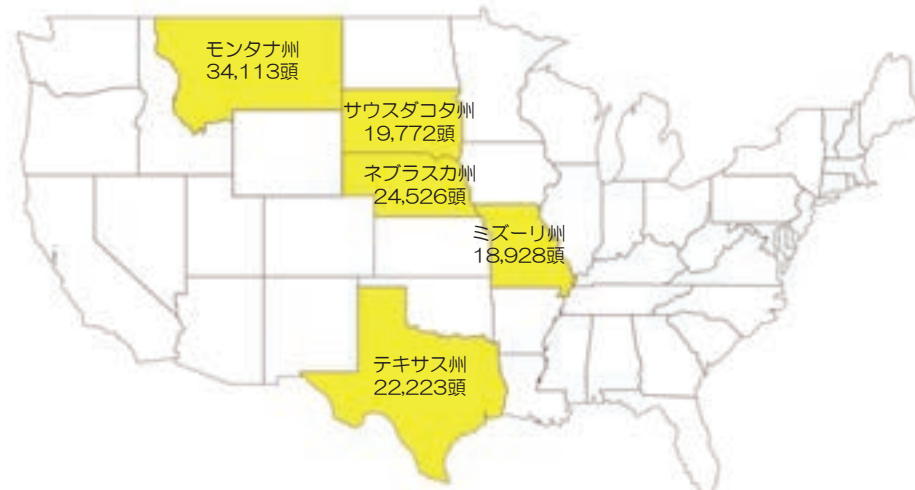 モンタナ州
34,113頭
サウスダコタ州
19,772頭
ネブラスカ州
24,526頭
ミズーリ州
18,928頭
テキサス州
22,223頭